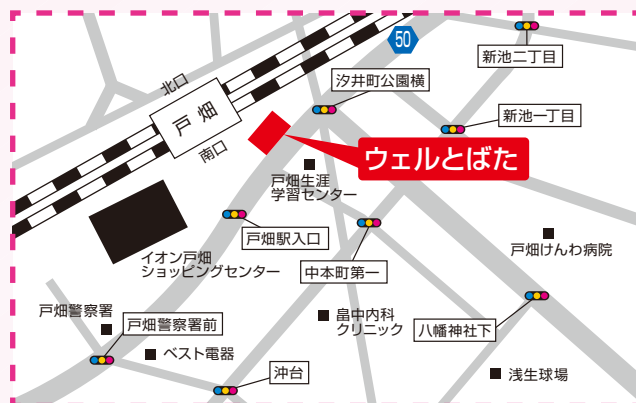 50
新池二丁目
汐井町公園横
北口
戸畑
新池一丁目
南口
ウェルとばた
戸畑生涯
学習センター
戸畑駅入口
戸畑けんわ病院
イオン戸畑
ショッピングセンター
中本町第一
戸畑警察署
戸畑警察署前
畠中内科
クリニック
八幡神社下
ベスト電器
沖台
浅生球場